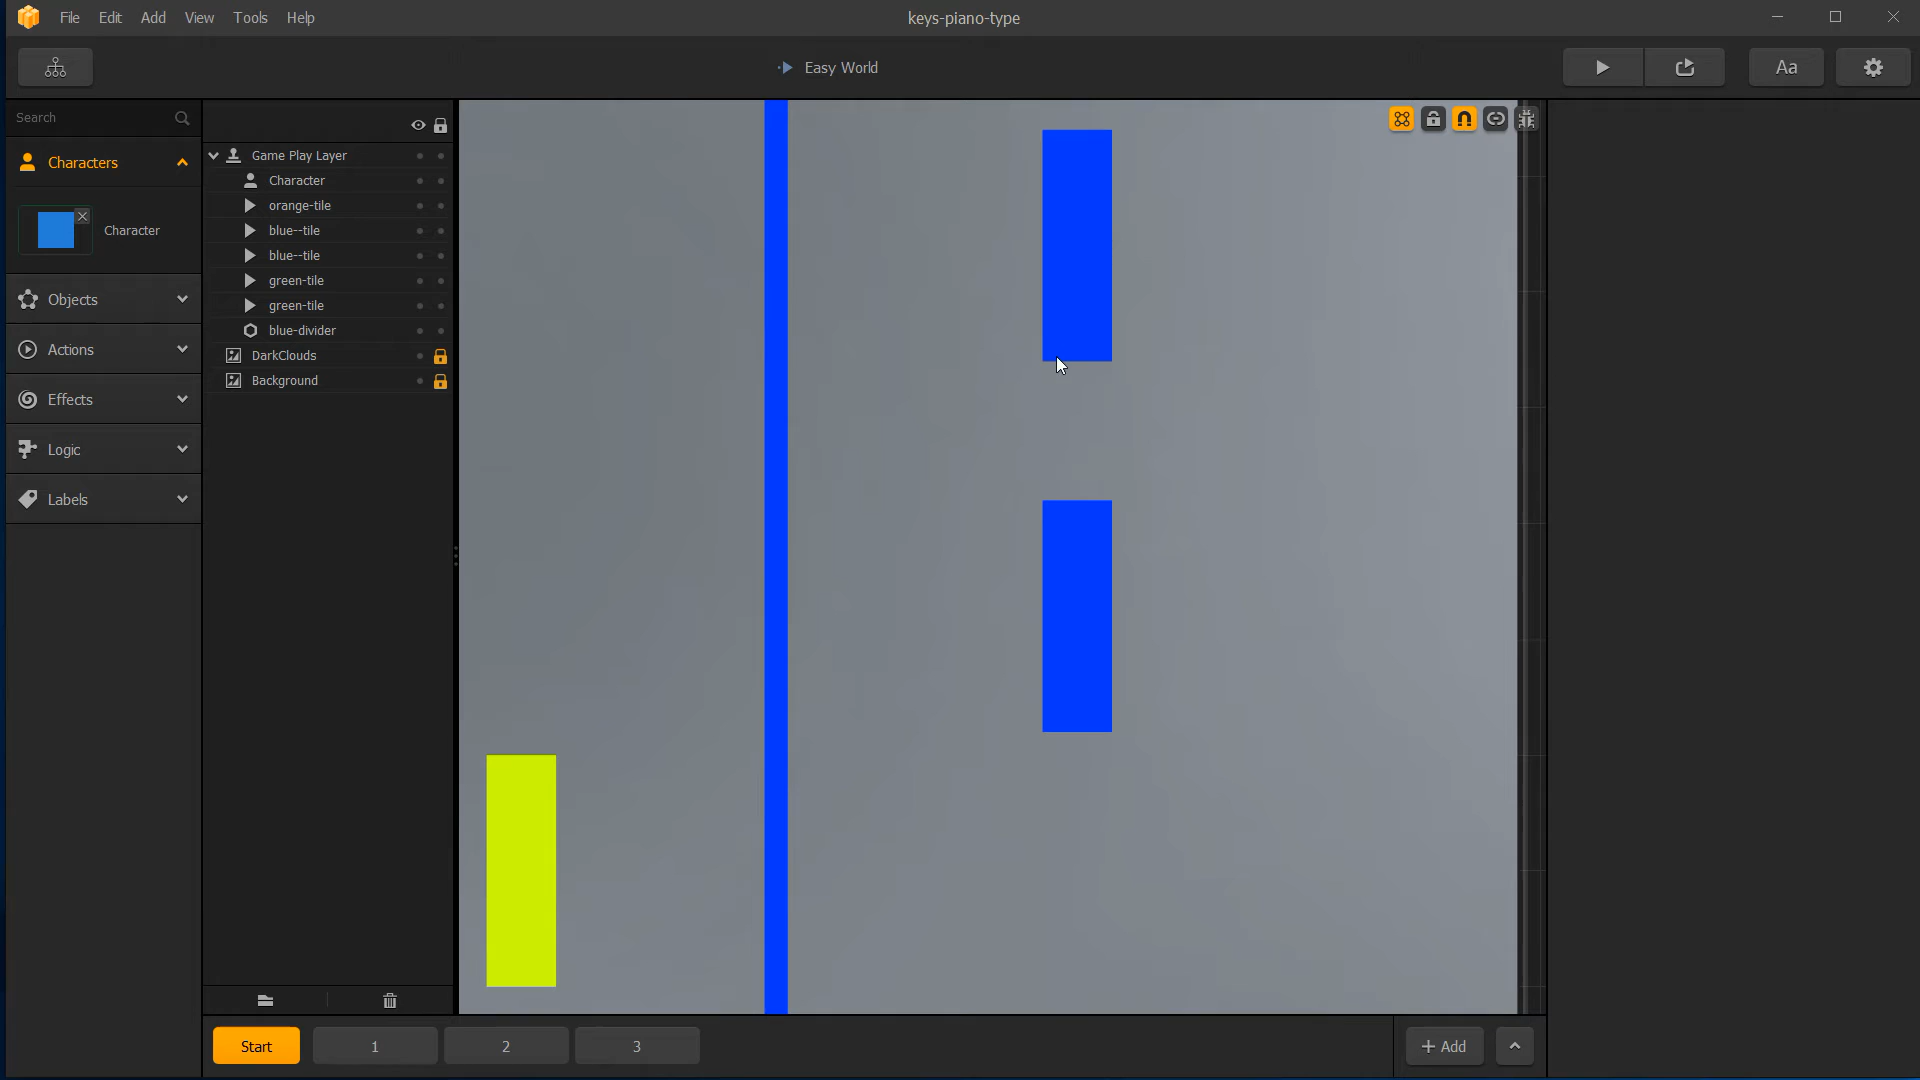 File Edit Add View Tools Help
keys-piano-type
Easy World
Aa
Search
Characters
Character
Objects
Actions
Effects
Logic
Labels
Game Play Layer
Character
orange-tile
blue--tile
blue--tile
green-tile
green-tile
blue-divider
DarkClouds
Background
Start 1 2 3
+ Add